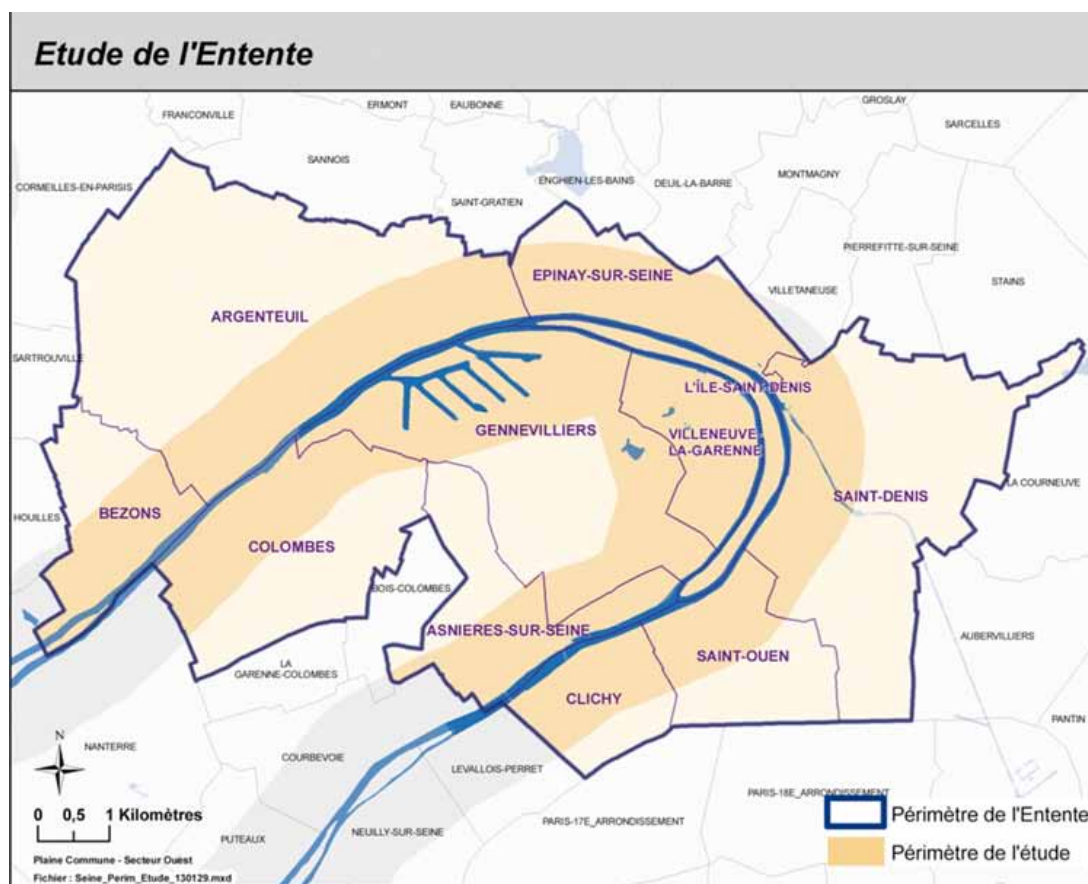 Etude de l'Entente
FRANCONVILLE
ERMONT
EAUBONNE
GROSLAY
SARCELLES
SANNOIS
MONTMAGNY
CORMEILLES-EN-PARISIS
ENGHIEN-LES-BAINS
DEUIL-LA-BARRE
SAINT-GRATIEN
PIERREFITTE-SUR-SEINE
EPINAY-SUR-SEINE
STAINS
VILLETANEUSE
ARGENTEUIL
SARTROUVILLE
L'ÎLE-SAINT-DENIS
GENNEVILLIERS
VILLENEUVE
LA-GARENNE
LA COURNEUVE
SAINT-DENIS
HOUILLES
BEZONS
COLOMBES
BOIS-COLOMBES
ASNIERES-SUR-SEINE
AUBERVILLIERS
SAINT-OUEN
LA
GARENNE-COLOMBES
CLICHY
PANTIN
N
NANTERRE
COURBEVOIE
LEVALLOIS-PERRET
PARIS-18E_ARRONDISSEMENT
0 0,5 1 Kilomètres
Périmètre de l'Entente
PARIS-17E_ARRONDISSEMENT
NEUILLY-SUR-SEINE
PUTEAUX
Périmètre de l'étude
Plaine Commune - Secteur Ouest
Fichier : Seine_Perim_Etude_130129.mxd